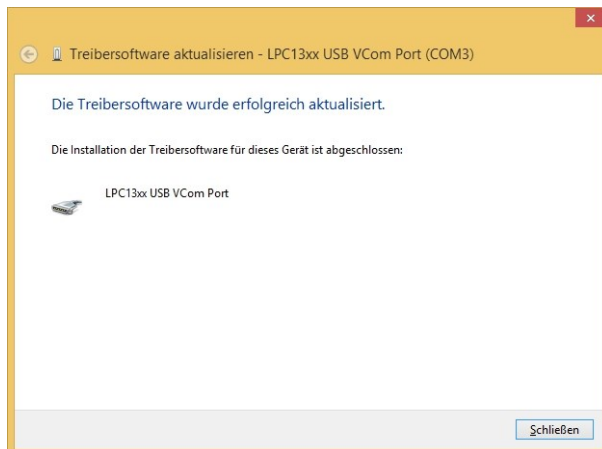 Treibersoftware aktualisieren - LPC13xx USB VCom Port (COM3)
Die Treibersoftware wurde erfolgreich aktualisiert.
Die Installation der Treibersoftware für dieses Gerät ist abgeschlossen:
LPC13xx USB VCom Port
Schließen